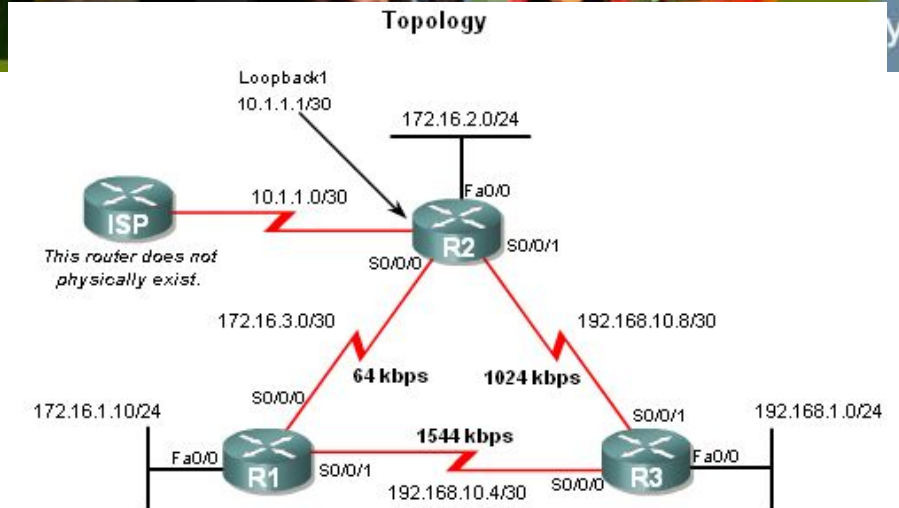 Topology
y
Loopback1
10.1.1.1/30
172.16.2.0/24
10.1.1.0/30
Fa0/0
ISP
R2
S0/0/1
This router does not
physically exist.
S0/0/0
172.16.3.0/30
192.168.10.8/30
64 kbps
1024 kbps
S0/0/0
172.16.1.10/24
1544 kbps
S0/0/1
192.168.1.0/24
Fa0/0
R1
S0/0/1
192.168.10.4/30
S0/0/0
R3
Fa0/0